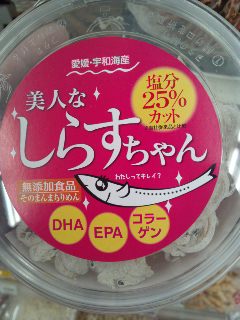 愛媛・宇和海産
美人な
しらすちゃん
塩分
25%
カット
無添加食品
そのまんまちりめん
わたしってキレイ？
DHA
EPA
コラー
ゲン